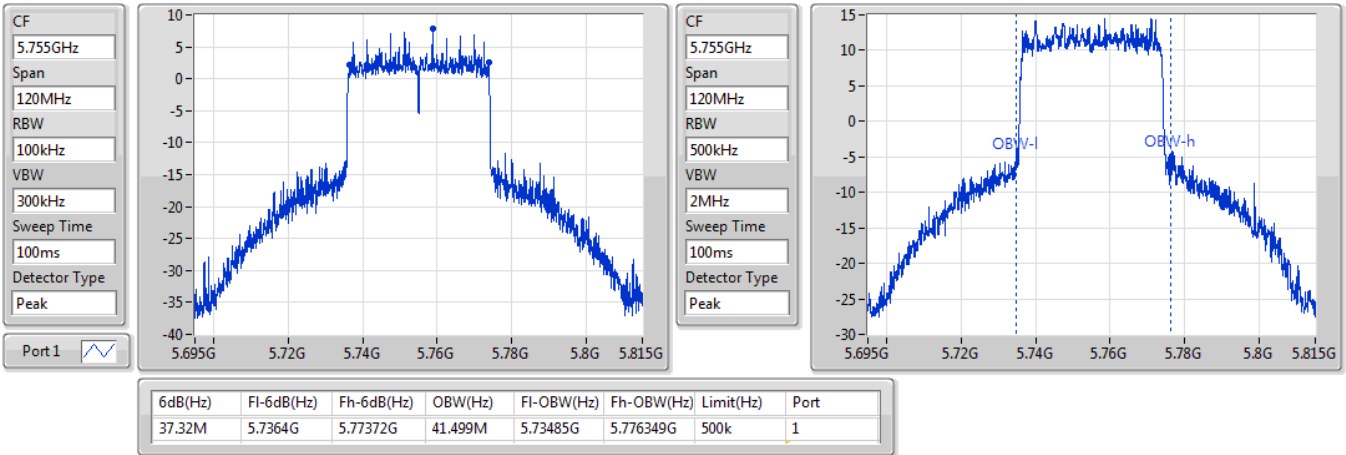 CF
5.755GHz
Span
120MHz
RBW
100kHz
VBW
300kHz
Sweep Time
100ms
Detector Type
Peak
Port 1
10
5
0
-5
-10
-15
-20
-25
-30
-35
-40
5.695G 5.72G 5.74G 5.76G 5.78G 5.8G 5.815G
CF
5.755GHz
Span
120MHz
RBW
500kHz
VBW
2MHz
Sweep Time
100ms
Detector Type
Peak
15
10
5
0
-5
-10
-15
-20
-25
-30
OBW-l OBW-h
5.695G 5.72G 5.74G 5.76G 5.78G 5.8G 5.815G
6dB(Hz) Fl-6dB(Hz) Fh-6dB(Hz) OBW(Hz) Fl-OBW(Hz) Fh-OBW(Hz) Limit(Hz) Port
37.32M 5.7364G 5.77372G 41.499M 5.73485G 5.776349G 500k 1